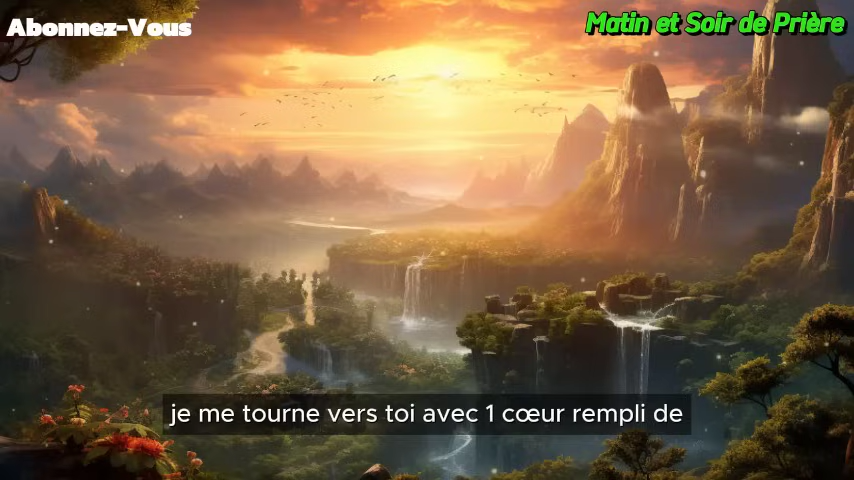 Abonnez-Vous
Matin et Soir de Prière
je me tourne vers toi avec 1 cœur rempli de